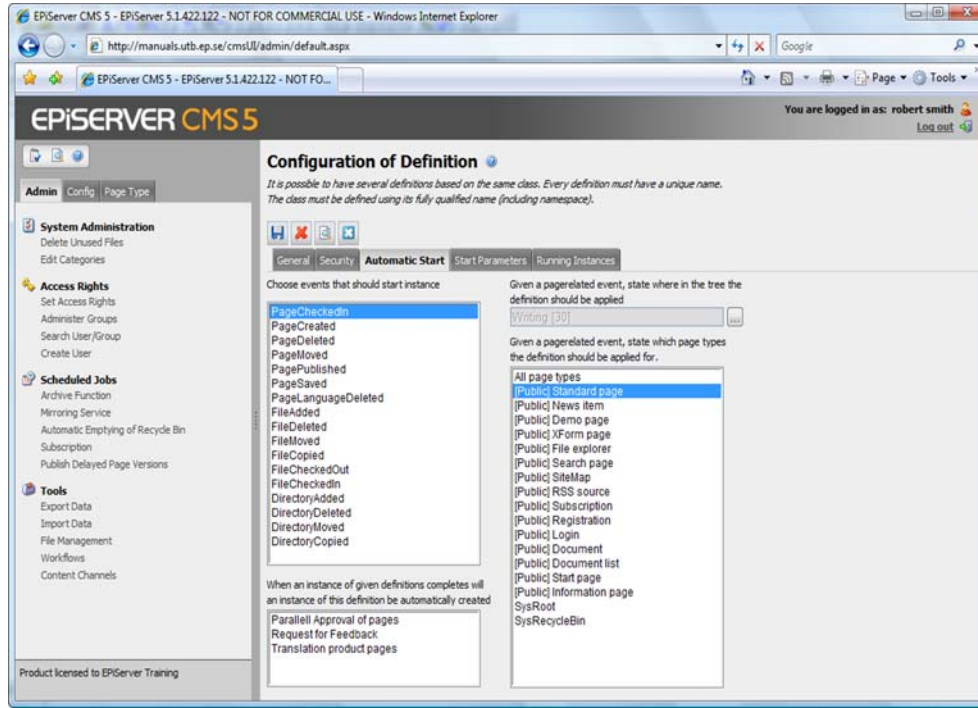 EPiServer CMS 5 - EPiServer 5.1.422.122 - NOT FOR COMMERCIAL USE - Windows Internet Explorer
http://manuals.utb.ep.se/cmsUI/admin/default.aspx
Google
EPiServer CMS 5 - EPiServer 5.1.422.122 - NOT FO...
Page
Tools
EPiSERVER CMS 5
You are logged in as: robert smith
Log out
Admin
Config
Page Type
System Administration
Delete Unused Files
Edit Categories
Access Rights
Set Access Rights
Administer Groups
Search User/Group
Create User
Scheduled Jobs
Archive Function
Mirroring Service
Automatic Emptying of Recycle Bin
Subscription
Publish Delayed Page Versions
Tools
Export Data
Import Data
File Management
Workflows
Content Channels
Product licensed to EPiServer Training
Configuration of Definition
It is possible to have several definitions based on the same class. Every definition must have a unique name.
The class must be defined using its fully qualified name (including namespace).
General
Security
Automatic Start
Start Parameters
Running Instances
Choose events that should start instance
PageCheckedIn
PageCreated
PageDeleted
PageMoved
PagePublished
PageSaved
PageLanguageDeleted
FileAdded
FileDeleted
FileMoved
FileCopied
FileCheckedOut
FileCheckedIn
DirectoryAdded
DirectoryDeleted
DirectoryMoved
DirectoryCopied
When an instance of given definitions completes will
an instance of this definition be automatically created
Parallell Approval of pages
Request for Feedback
Translation product pages
Given a pagerelated event, state where in the tree the
definition should be applied
Writing [30]
...
Given a pagerelated event, state which page types
the definition should be applied for.
All page types
[Public] Standard page
[Public] News item
[Public] Demo page
[Public] XForm page
[Public] File explorer
[Public] Search page
[Public] SiteMap
[Public] RSS source
[Public] Subscription
[Public] Registration
[Public] Login
[Public] Document
[Public] Document list
[Public] Start page
[Public] Information page
SysRoot
SysRecycleBin